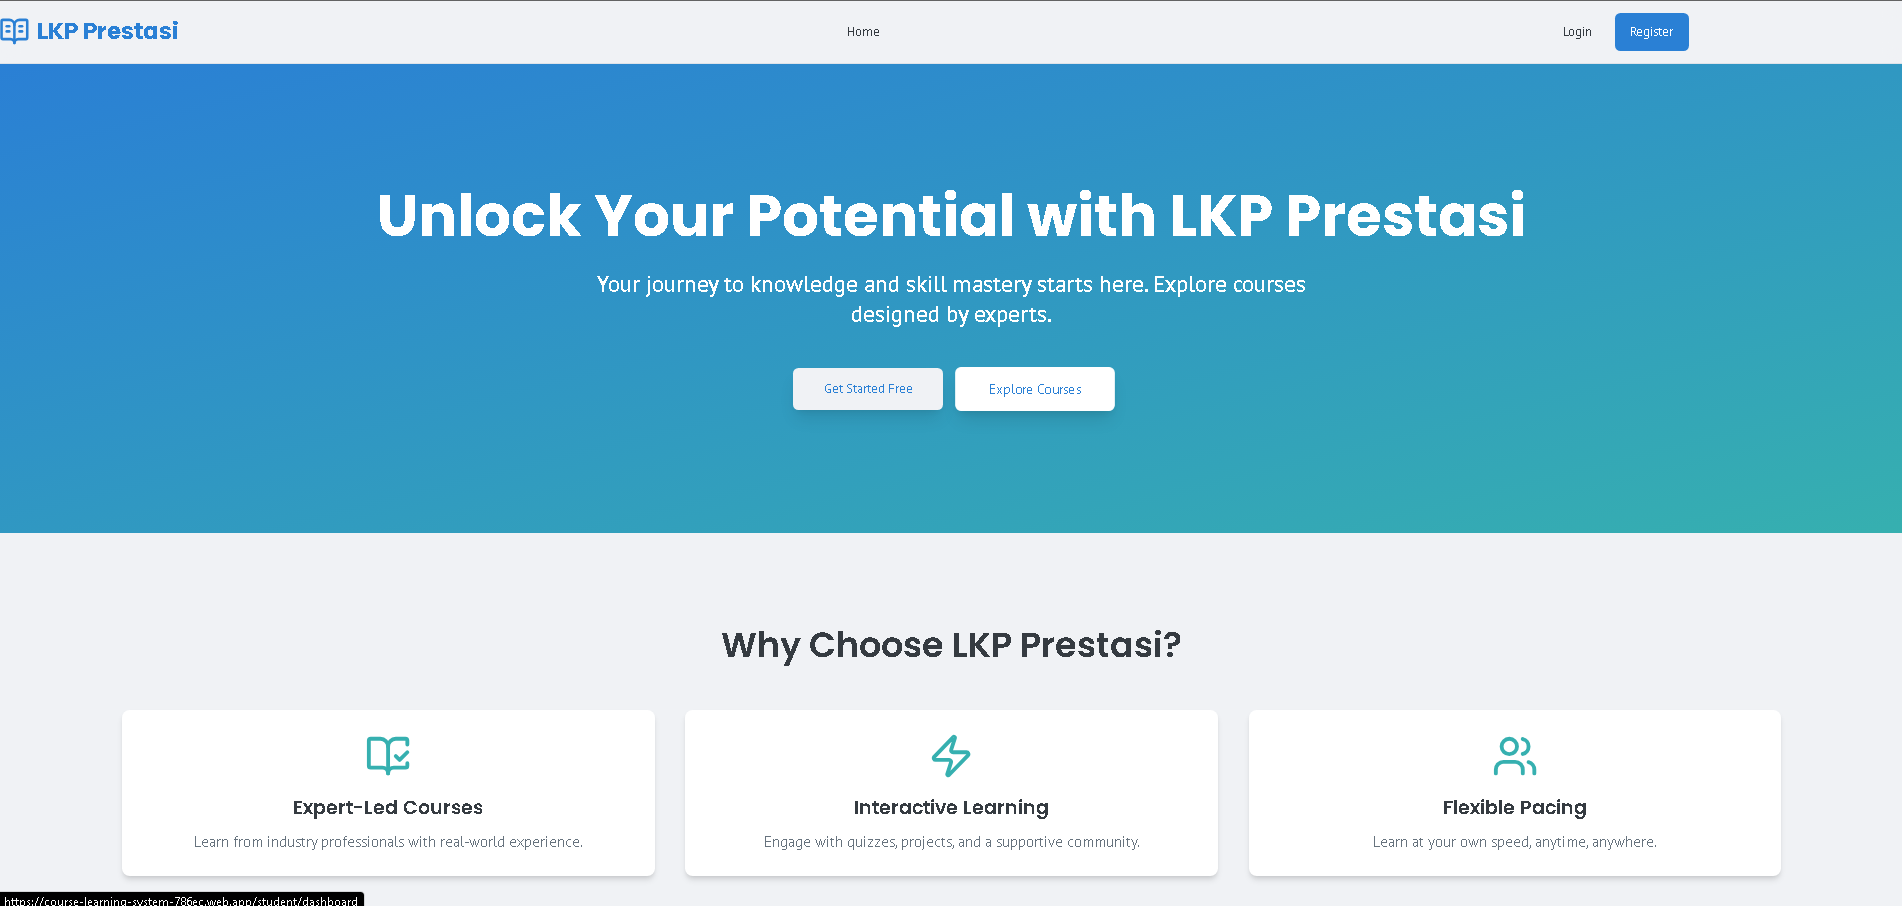 LKP Prestasi
Home
Login
Register
Unlock Your Potential with LKP Prestasi
Your journey to knowledge and skill mastery starts here. Explore courses
designed by experts.
Get Started Free
Explore Courses
Why Choose LKP Prestasi?
Expert-Led Courses
Learn from industry professionals with real-world experience.
Interactive Learning
Engage with quizzes, projects, and a supportive community.
Flexible Pacing
Learn at your own speed, anytime, anywhere.
https://course-learning-system-786ec.web.app/student/dashboard